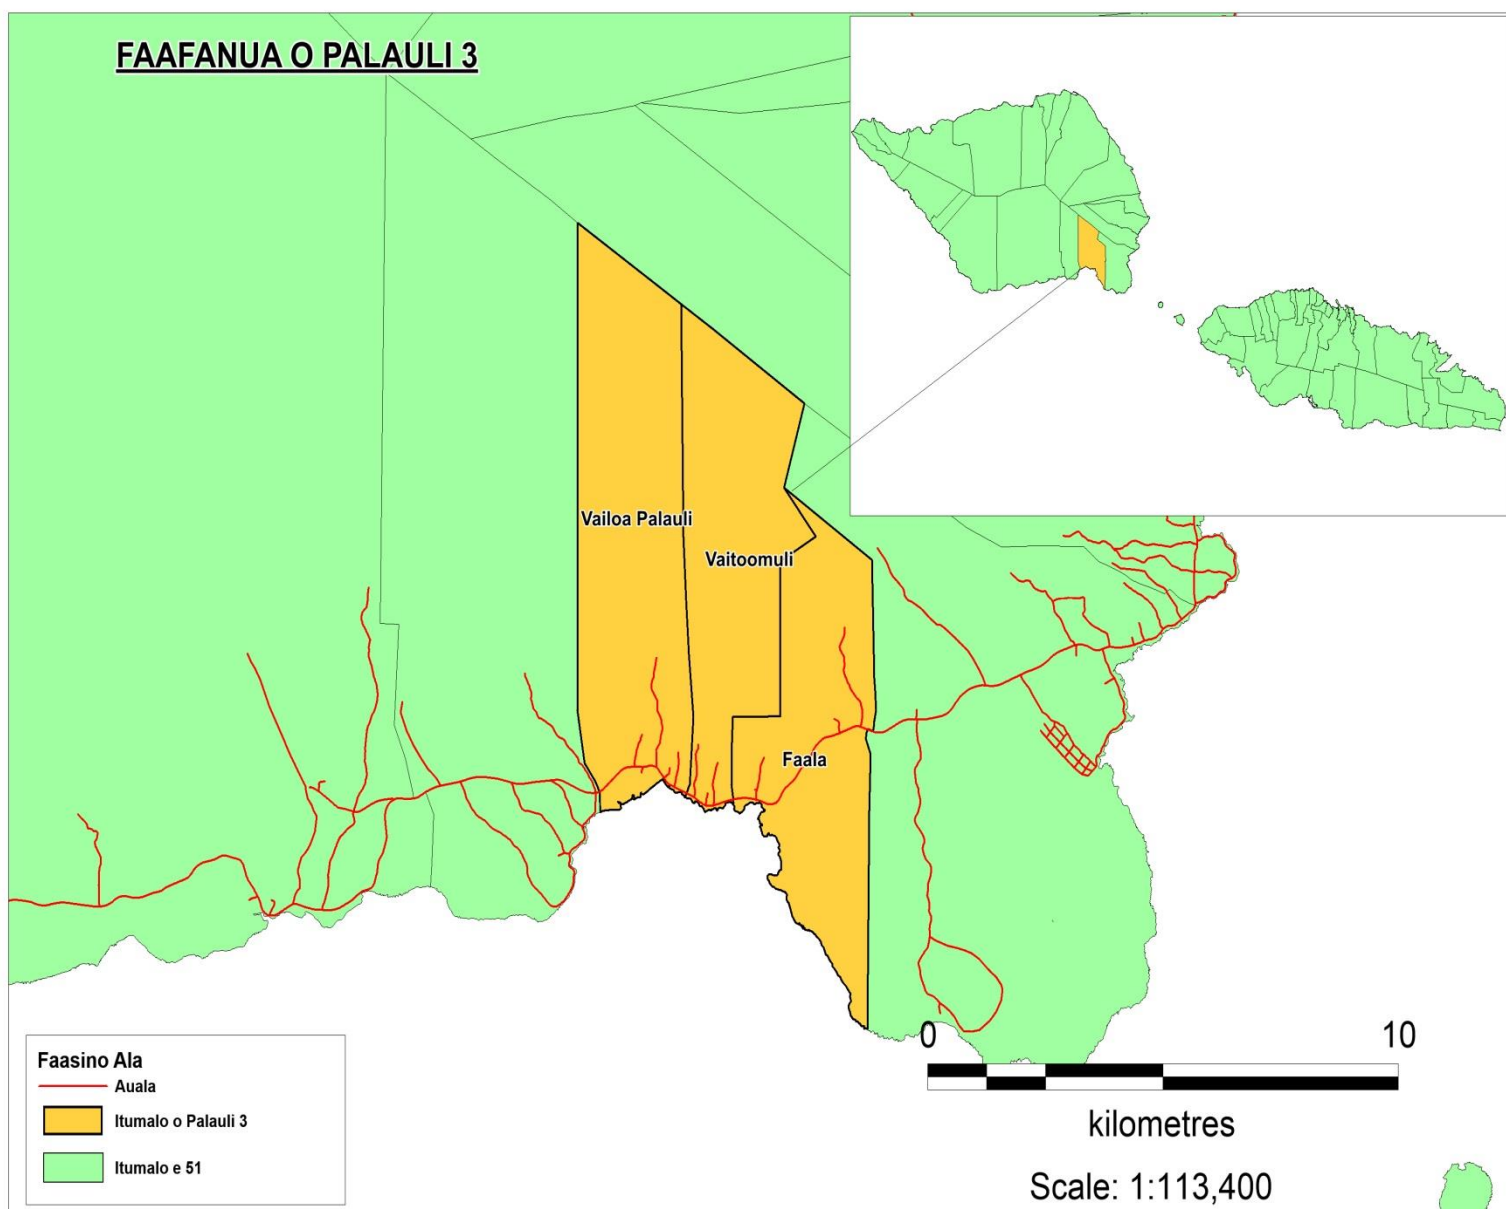 FAAFANUA O PALAULI 3
Vailoa Palauli
Vaitoomuli
Faala
Faasino Ala
Auala
Itumalo o Palauli 3
Itumalo e 51
0 10
kilometres
Scale: 1:113,400